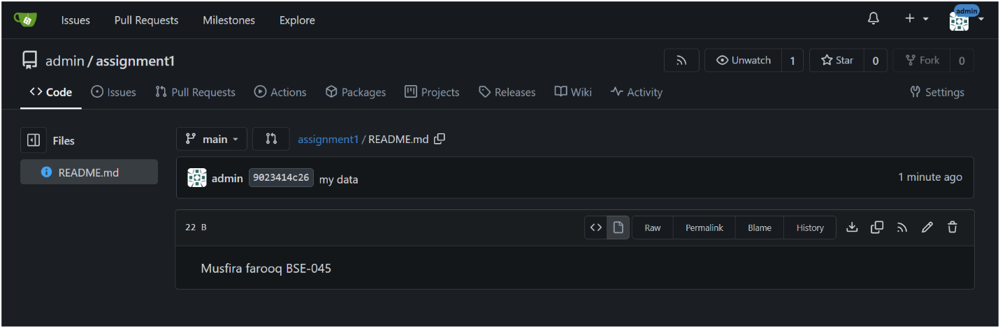 Issues Pull Requests Milestones Explore admin
admin / assignment1 Unwatch 1 Star 0 Fork 0
Code Issues Pull Requests Actions Packages Projects Releases Wiki Activity Settings
Files main assignment1 / README.md
README.md
admin 9023414c26 my data 1 minute ago
22 B Raw Permalink Blame History
Musfira farooq BSE-045